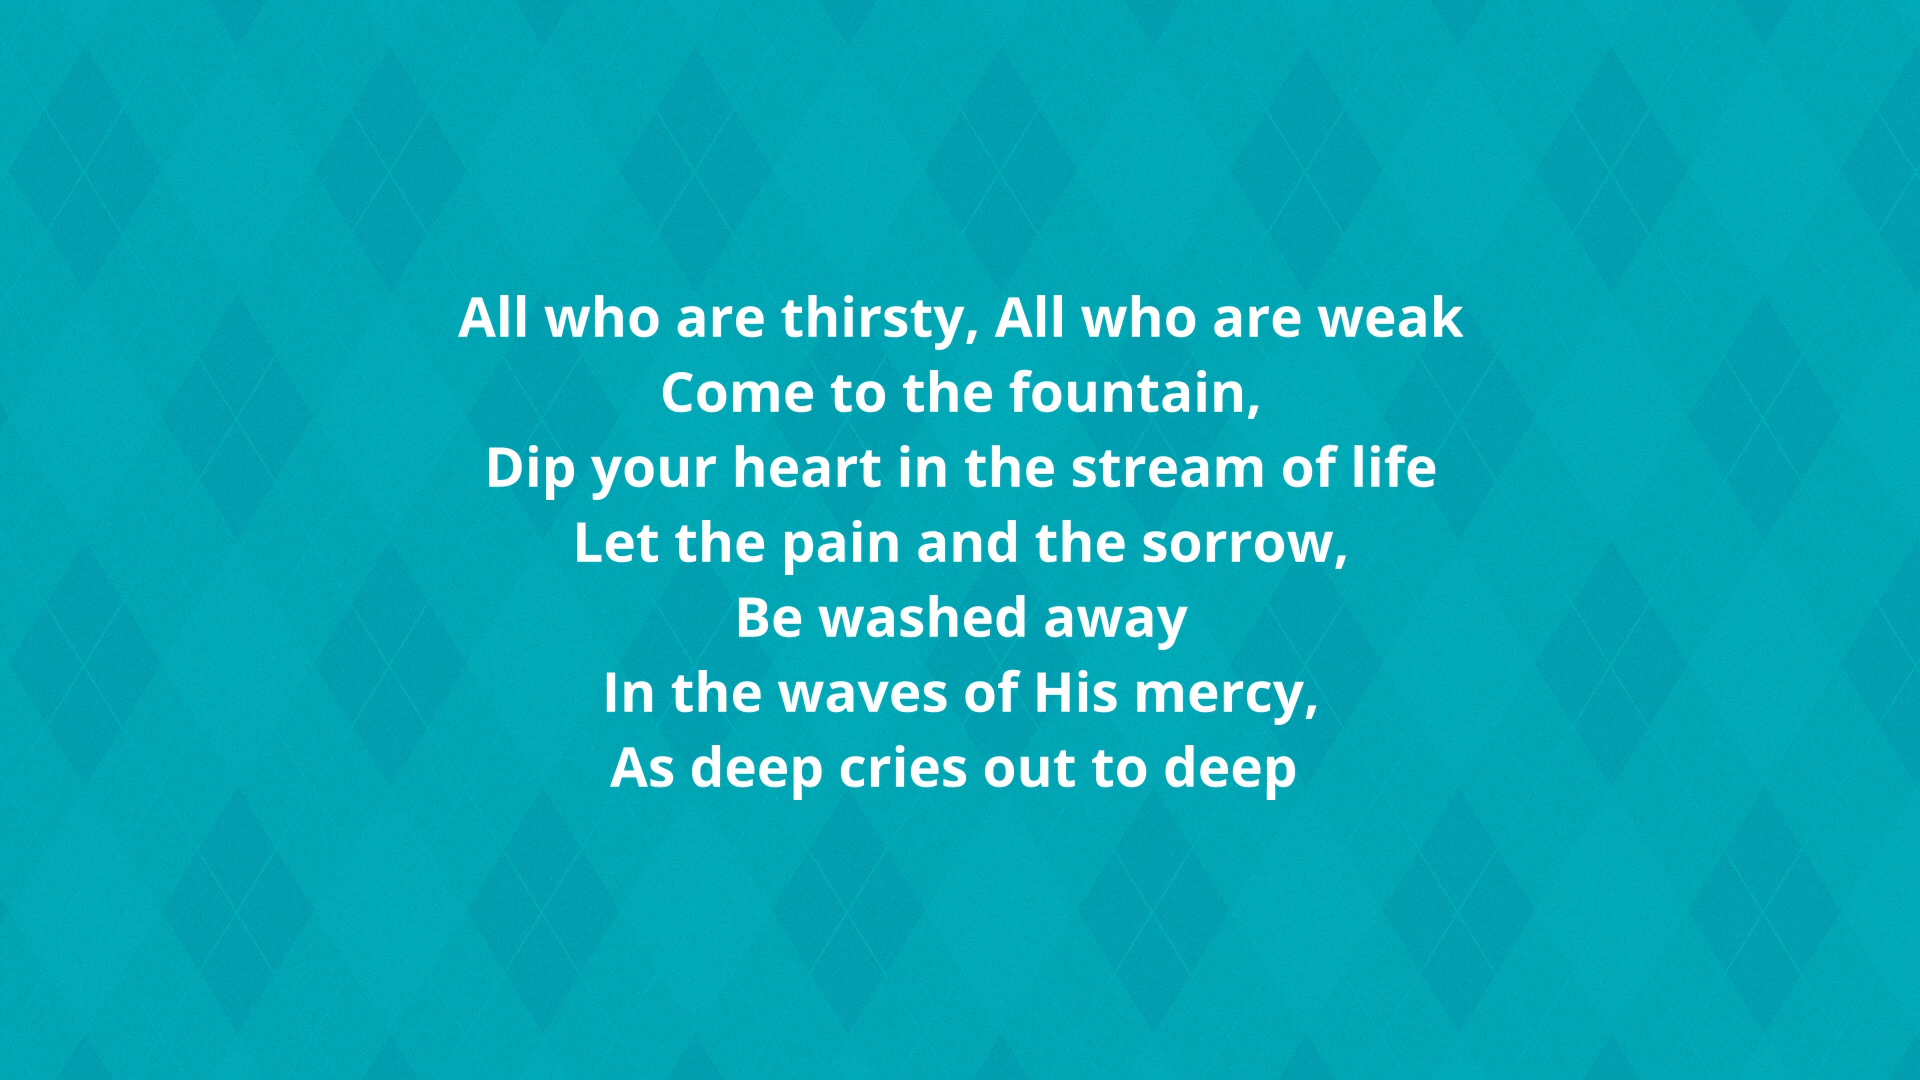 All who are thirsty, All who are weak
Come to the fountain,
Dip your heart in the stream of life
Let the pain and the sorrow,
Be washed away
In the waves of His mercy,
As deep cries out to deep